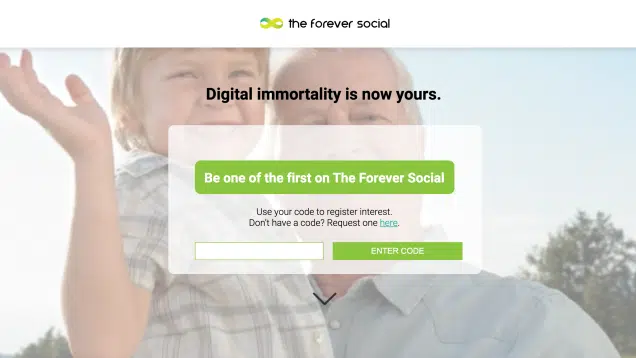 the forever social
Digital immortality is now yours.
Be one of the first on The Forever Social
Use your code to register interest.
Don't have a code? Request one here.
ENTER CODE